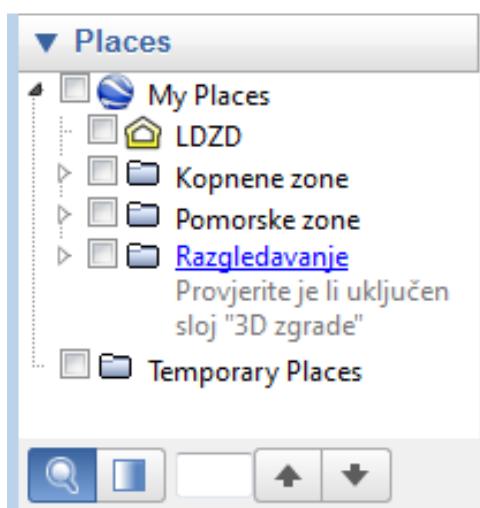 Places
My Places
LDZD
Kopnene zone
Pomorske zone
Razgledavanje
Provjerite je li uključen
sloj "3D zgrade"
Temporary Places